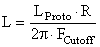 L = L_Proto · R / 2π · F_Cutoff